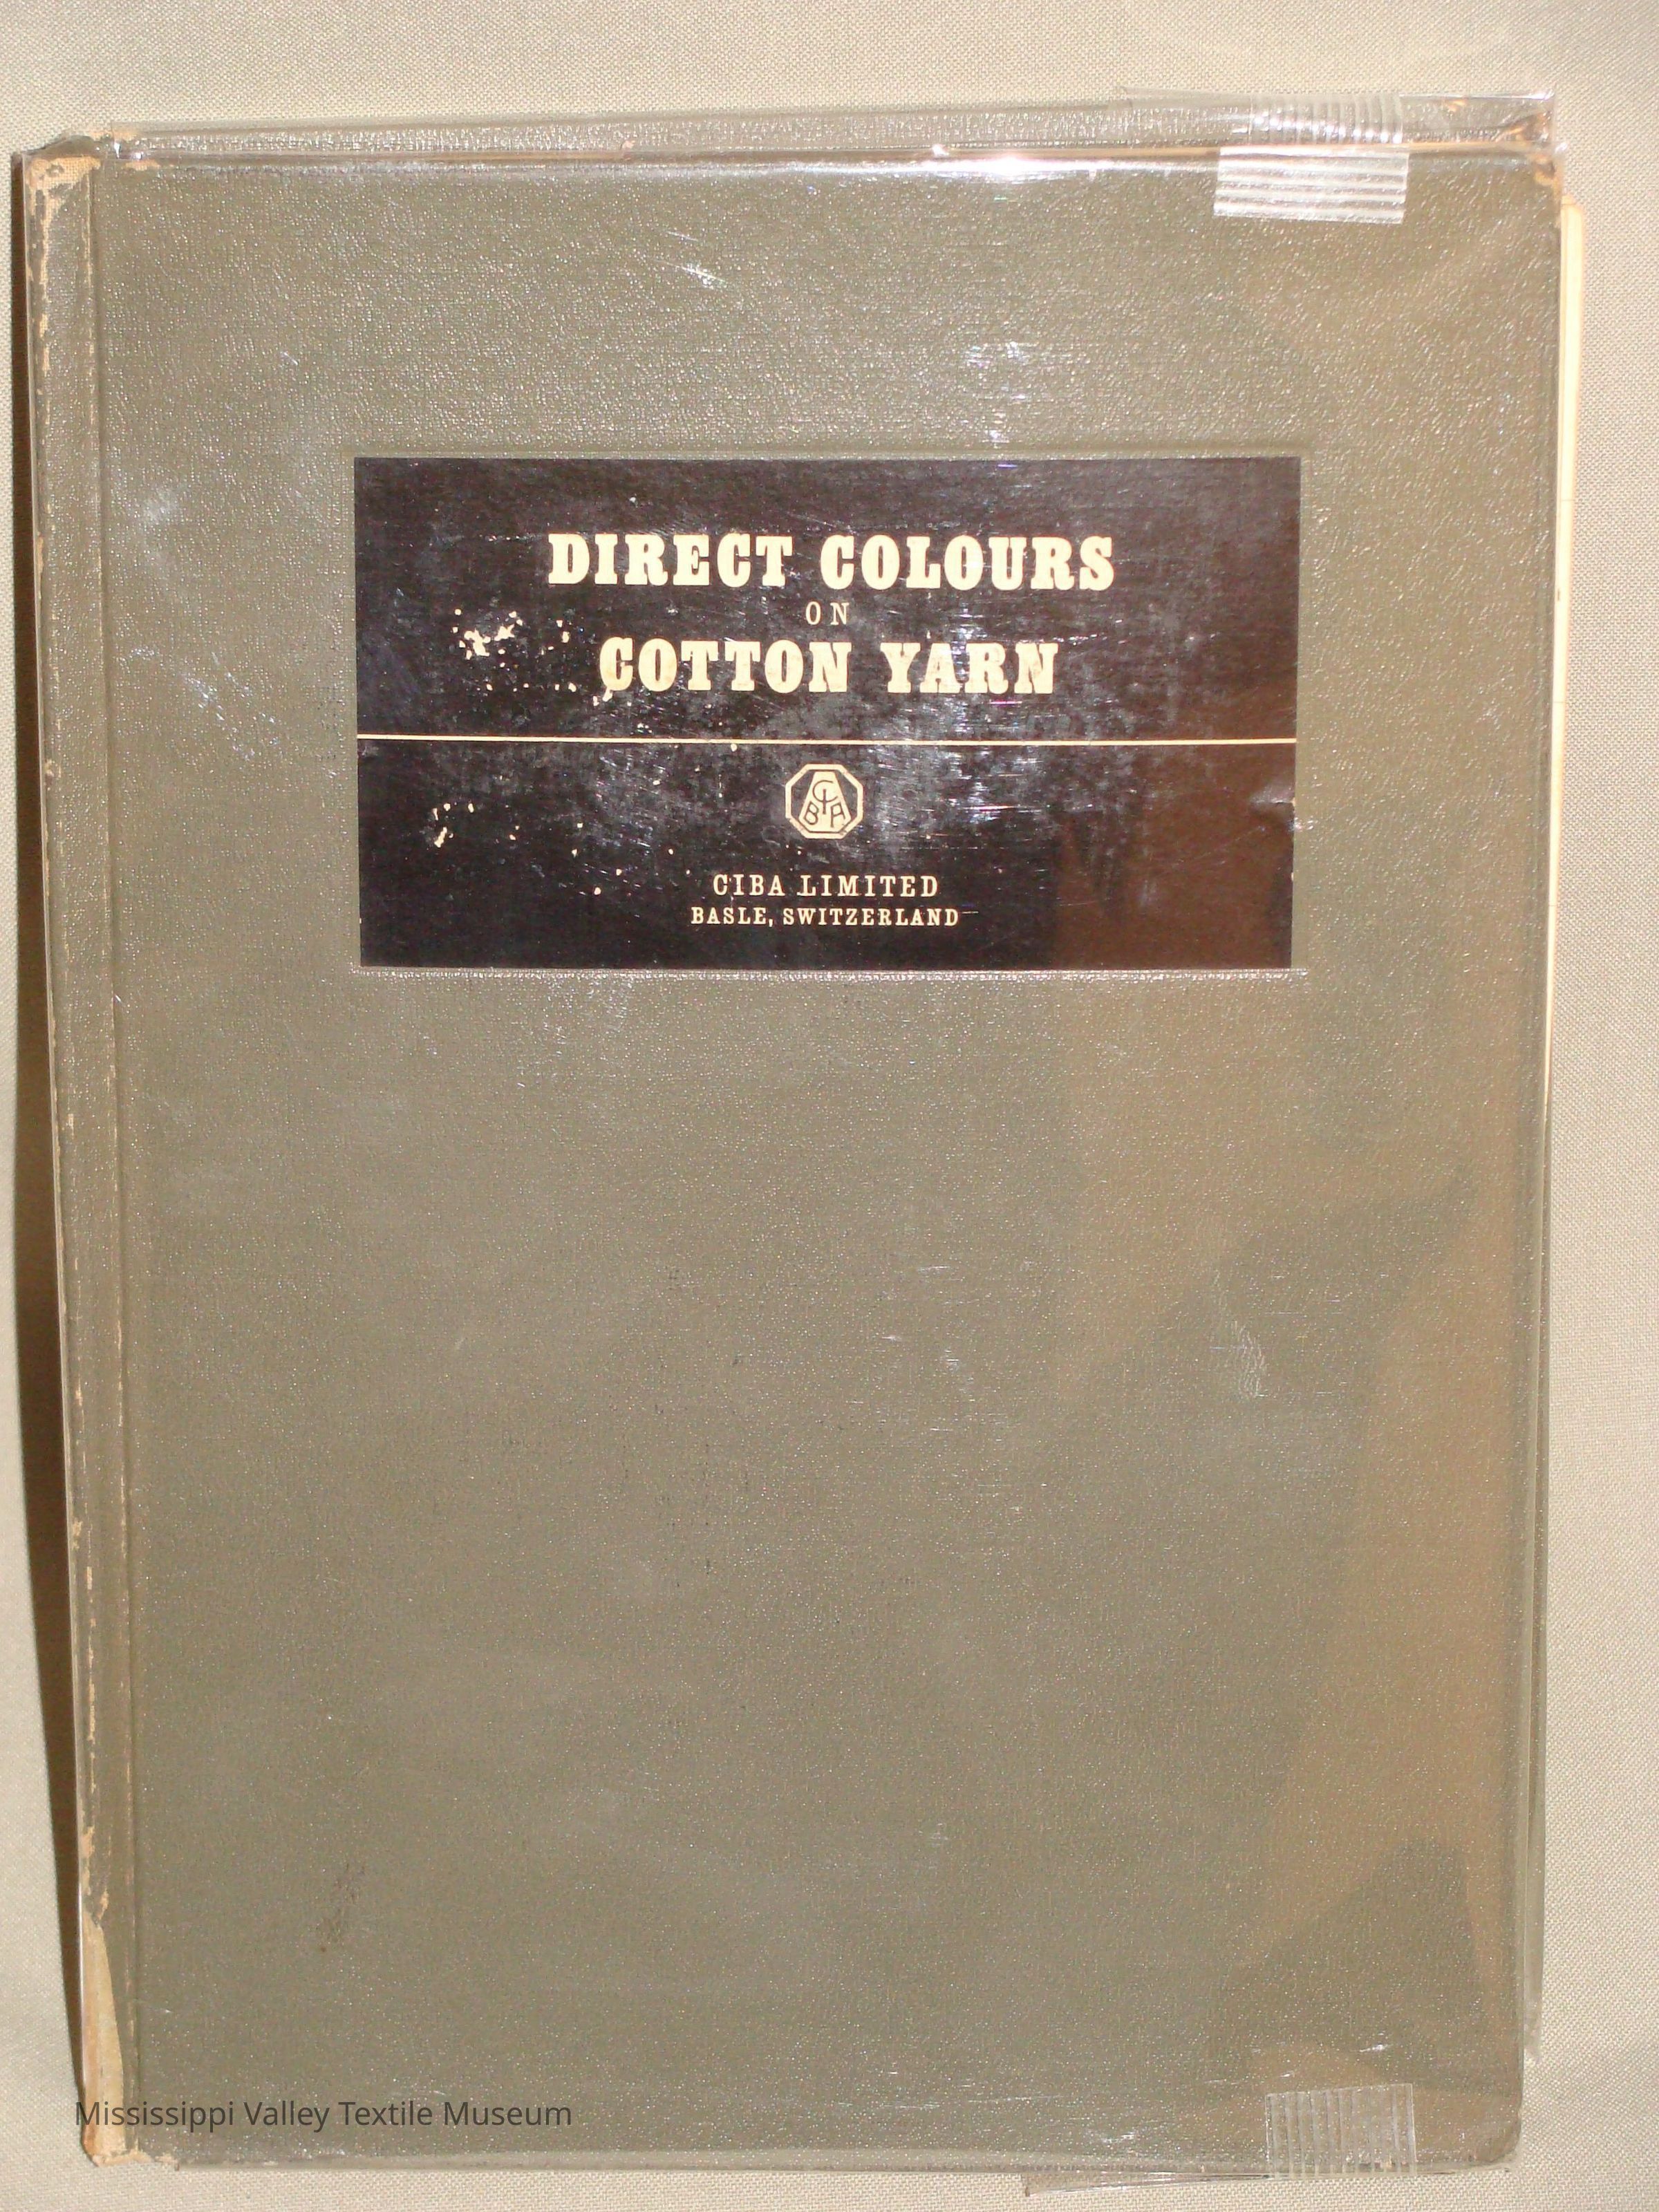 DIRECT COLOURS
ON
COTTON YARN
CIBA
CIBA LIMITED
BASLE, SWITZERLAND
Mississippi Valley Textile Museum